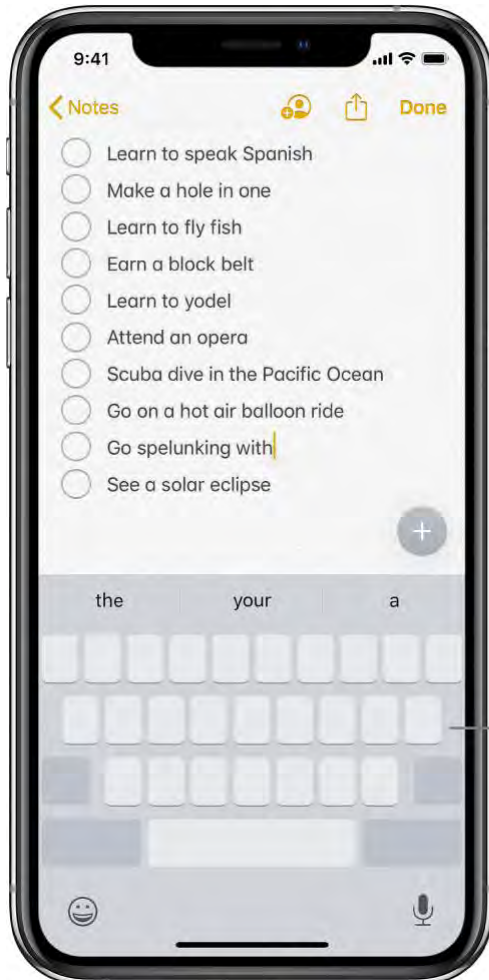 9:41
Notes Done
Learn to speak Spanish
Make a hole in one
Learn to fly fish
Earn a block belt
Learn to yodel
Attend an opera
Scuba dive in the Pacific Ocean
Go on a hot air balloon ride
Go spelunking with
See a solar eclipse
the your a